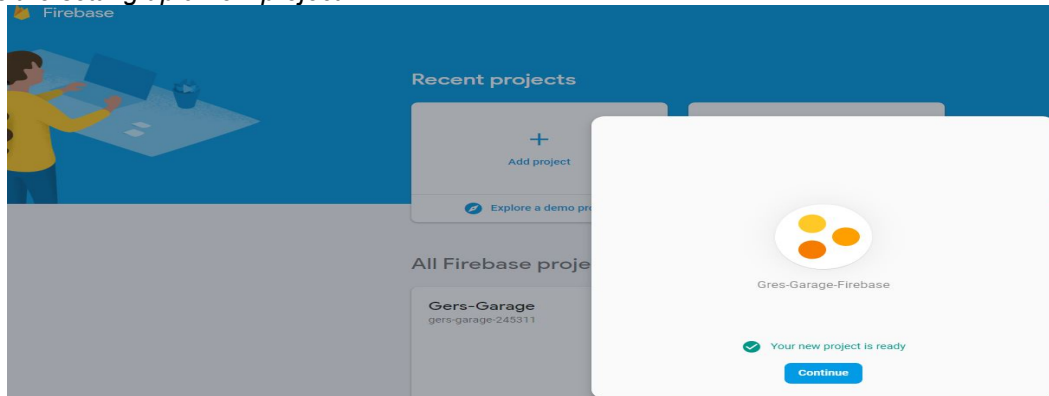 Firebase
Recent projects
Add project
Explore a demo pr
All Firebase proje
Gers-Garage
gers-garage-245311
Gres-Garage-Firebase
Your new project is ready
Continue